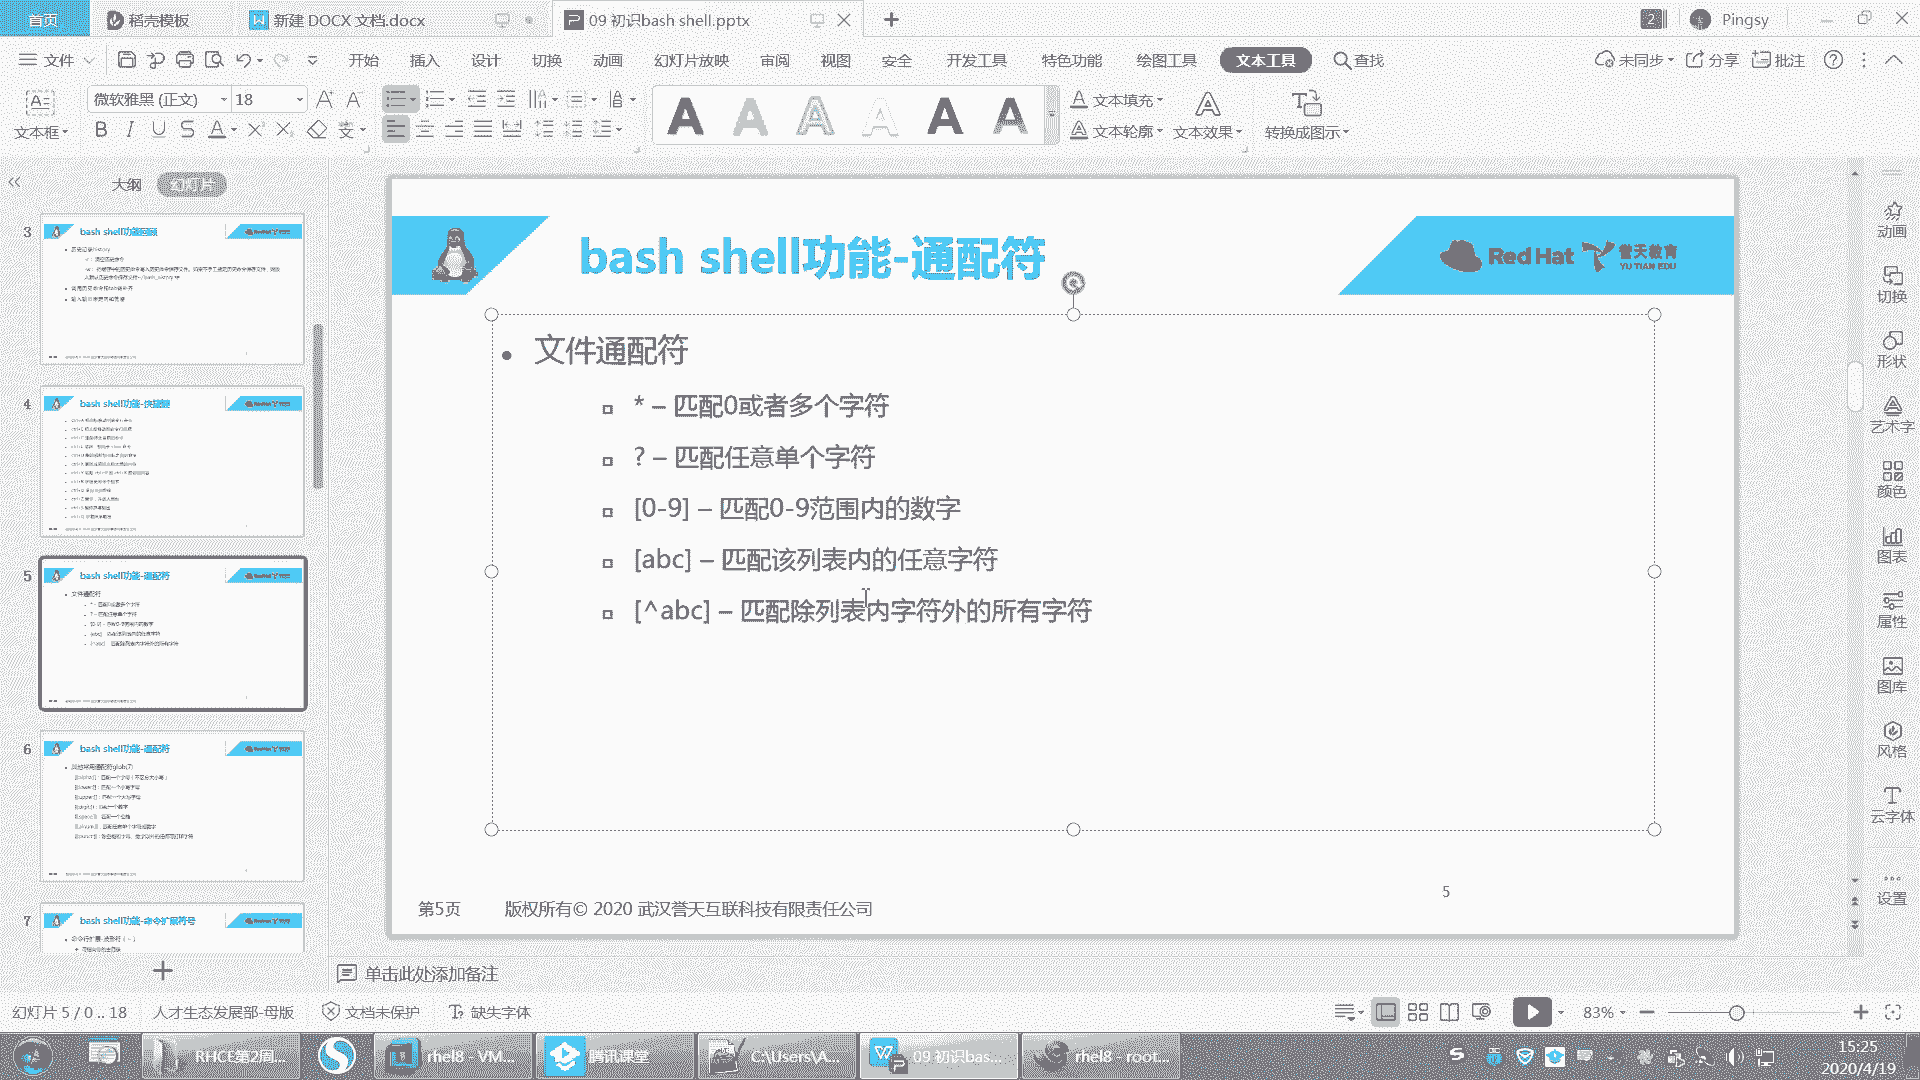 首页
稻壳模板
新建 DOCX 文档.docx
09 初识bash shell.pptx
2
Pingsy
文件
开始
插入
设计
切换
动画
幻灯片放映
审阅
视图
安全
开发工具
特色功能
绘图工具
文本工具
查找
未同步
分享
批注
文本框
微软雅黑 (正文)
18
文本填充
文本轮廓
文本效果
转换成图示
大纲
幻灯片
3
bash shell功能回顾
4
bash shell功能-快捷键
5
bash shell功能-通配符
文件通配符
6
bash shell功能-通配符
7
bash shell功能-命令扩展符号
bash shell功能-通配符
Red Hat
誉天教育
YU TIAN EDU
• 文件通配符
* – 匹配0或者多个字符
? – 匹配任意单个字符
[0-9] – 匹配0-9范围内的数字
[abc] – 匹配该列表内的任意字符
[^abc] – 匹配除列表内字符外的所有字符
5
第5页
版权所有© 2020 武汉誉天互联科技有限责任公司
动画
切换
形状
艺术字
颜色
图表
属性
图库
风格
云字体
设置
单击此处添加备注
幻灯片 5 / 0 .. 18
人才生态发展部-母版
文档未保护
缺失字体
83%
RHCE第2周...
rhel8 - VM...
腾讯课堂
C:\Users\A...
09 初识bas...
rhel8 - root...
15:25
2020/4/19